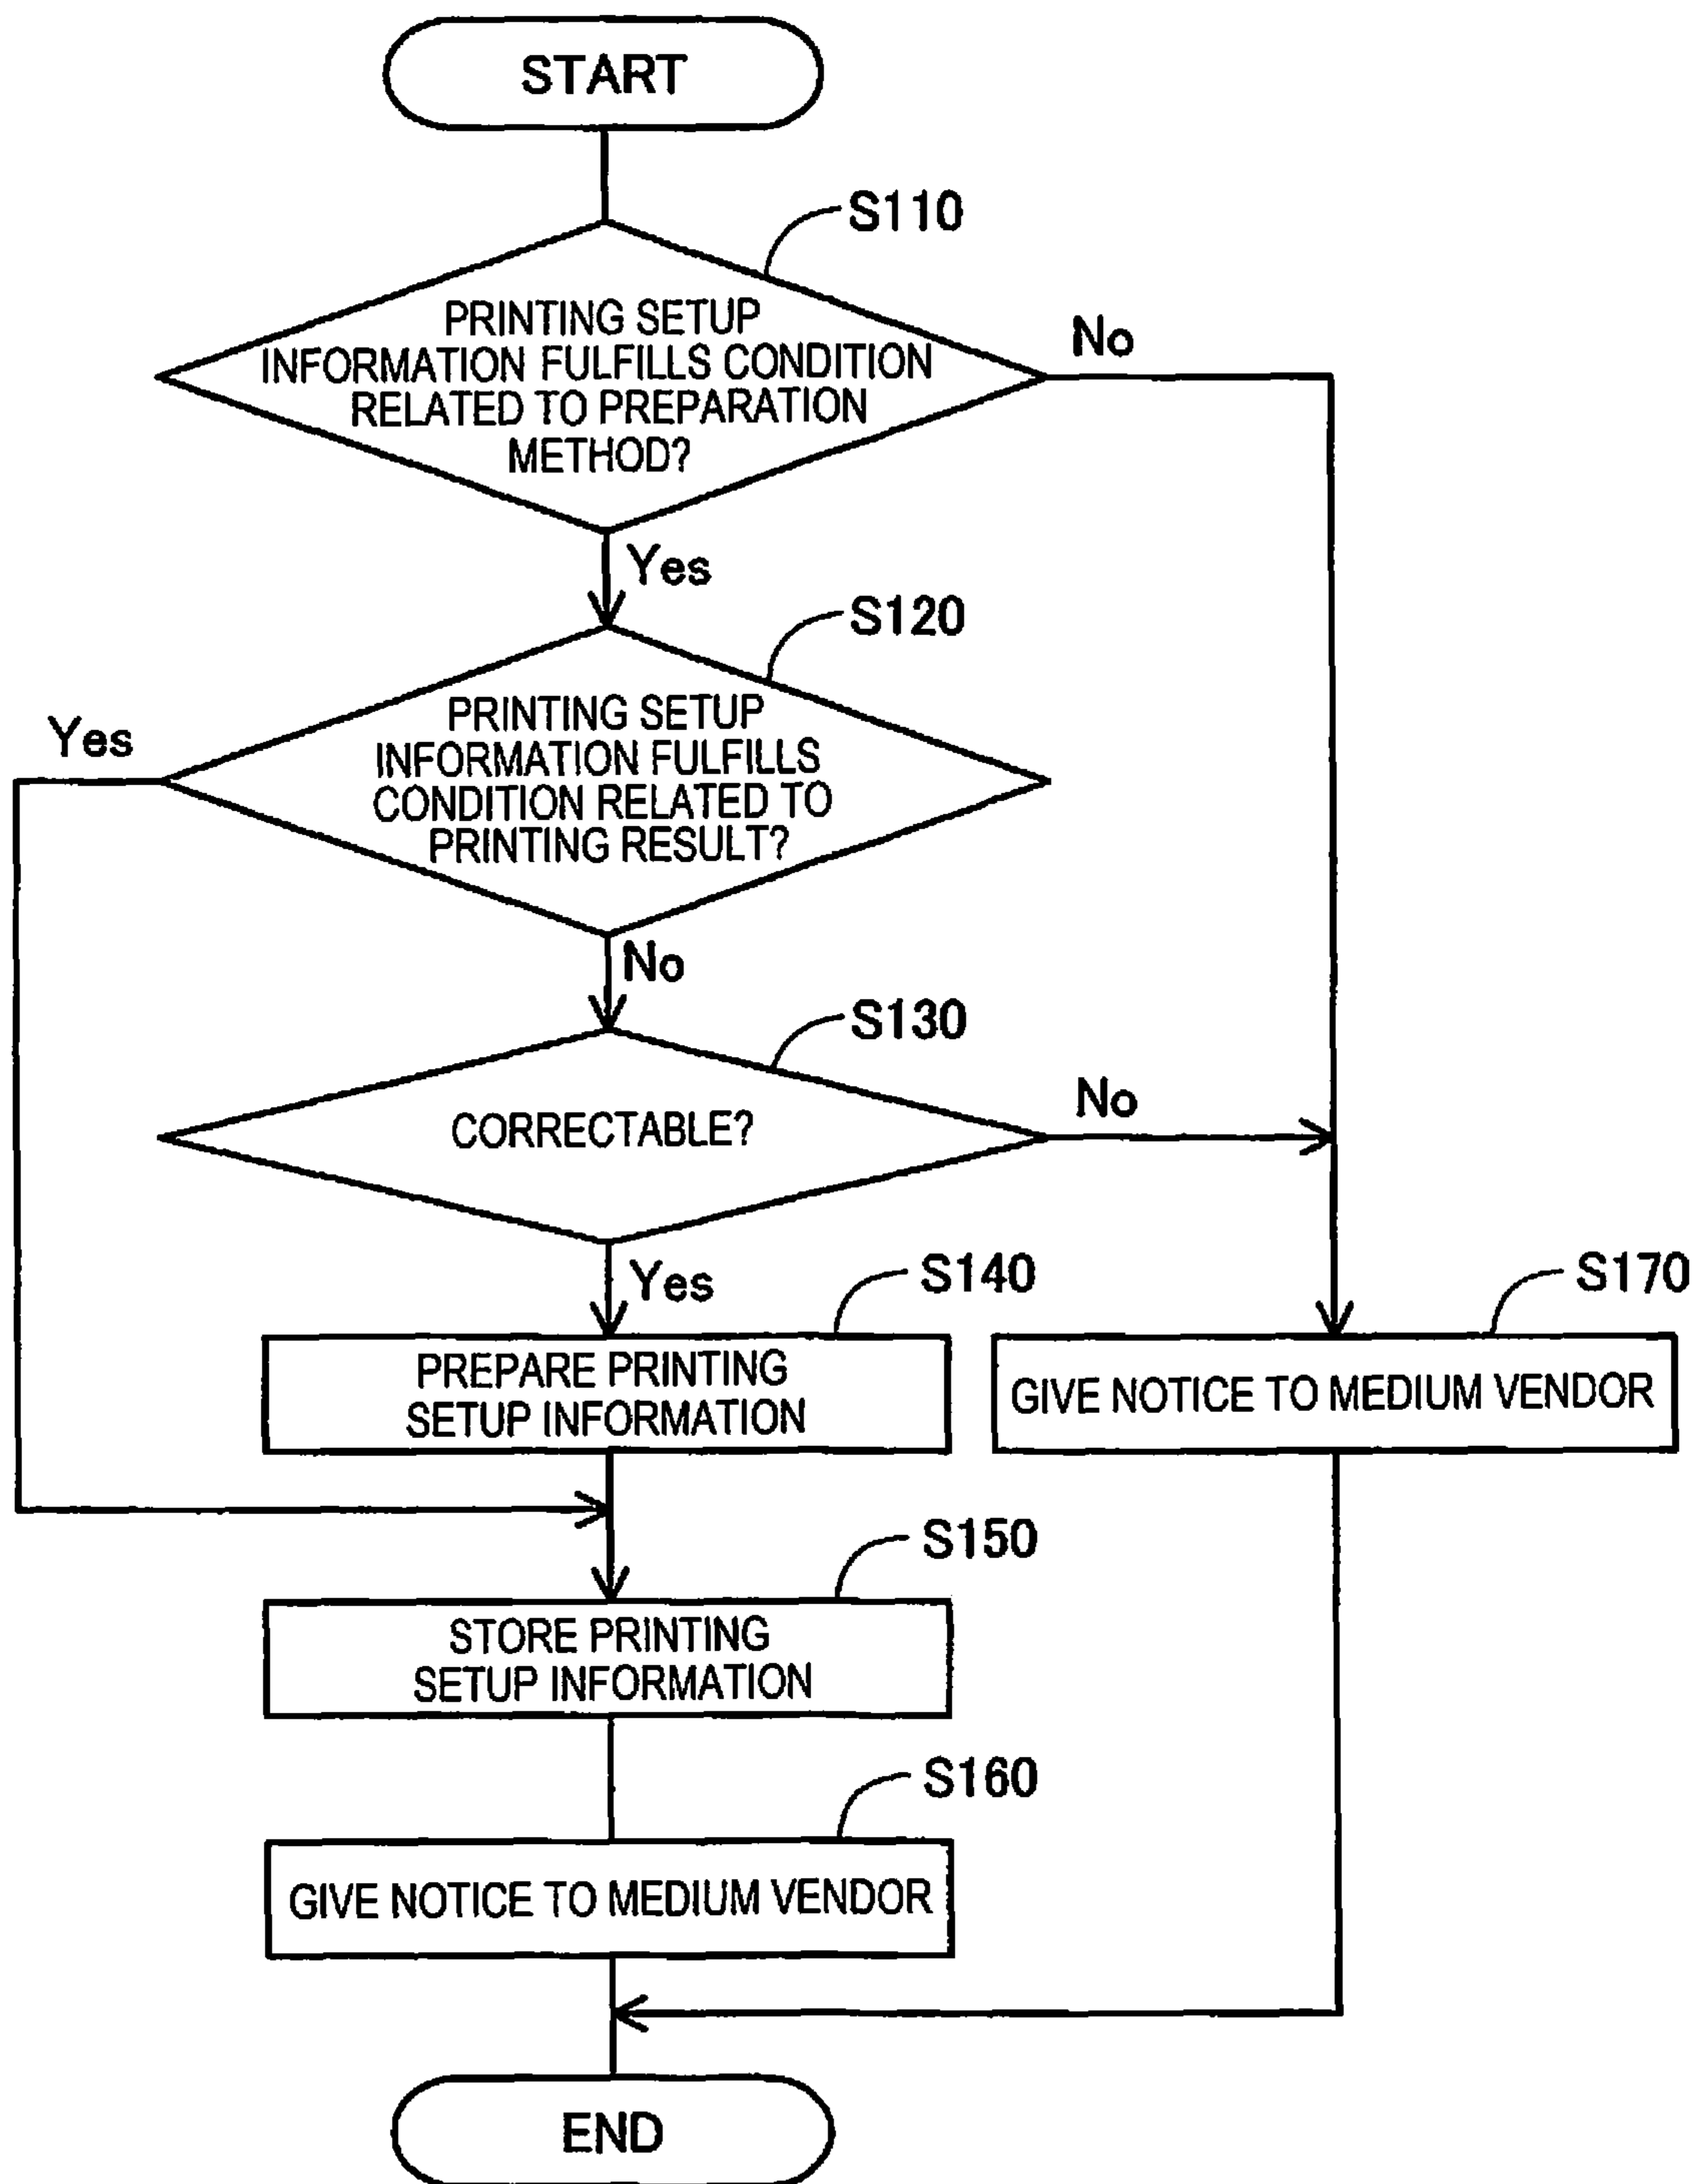 START
S110
PRINTING SETUP
INFORMATION FULFILLS CONDITION
RELATED TO PREPARATION
METHOD?
No
Yes
S120
PRINTING SETUP
INFORMATION FULFILLS
CONDITION RELATED TO
PRINTING RESULT?
Yes
No
S130
CORRECTABLE?
No
Yes
S140
PREPARE PRINTING
SETUP INFORMATION
S170
GIVE NOTICE TO MEDIUM VENDOR
S150
STORE PRINTING
SETUP INFORMATION
S160
GIVE NOTICE TO MEDIUM VENDOR
END